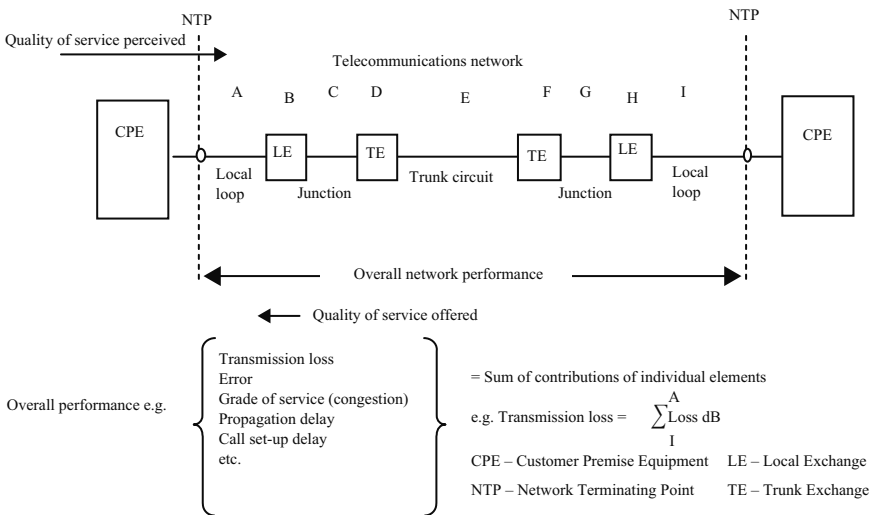 NTP NTP
Quality of service perceived
Telecommunications network
A B C D E F G H I
CPE LE TE TE LE CPE
Local
loop
Junction
Trunk circuit
Junction
Local
loop
Overall network performance
Quality of service offered
Overall performance e.g.
Transmission loss
Error
Grade of service (congestion)
Propagation delay
Call set-up delay
etc.
= Sum of contributions of individual elements
A
e.g. Transmission loss = ∑Loss dB
I
CPE – Customer Premise Equipment LE – Local Exchange
NTP – Network Terminating Point TE – Trunk Exchange